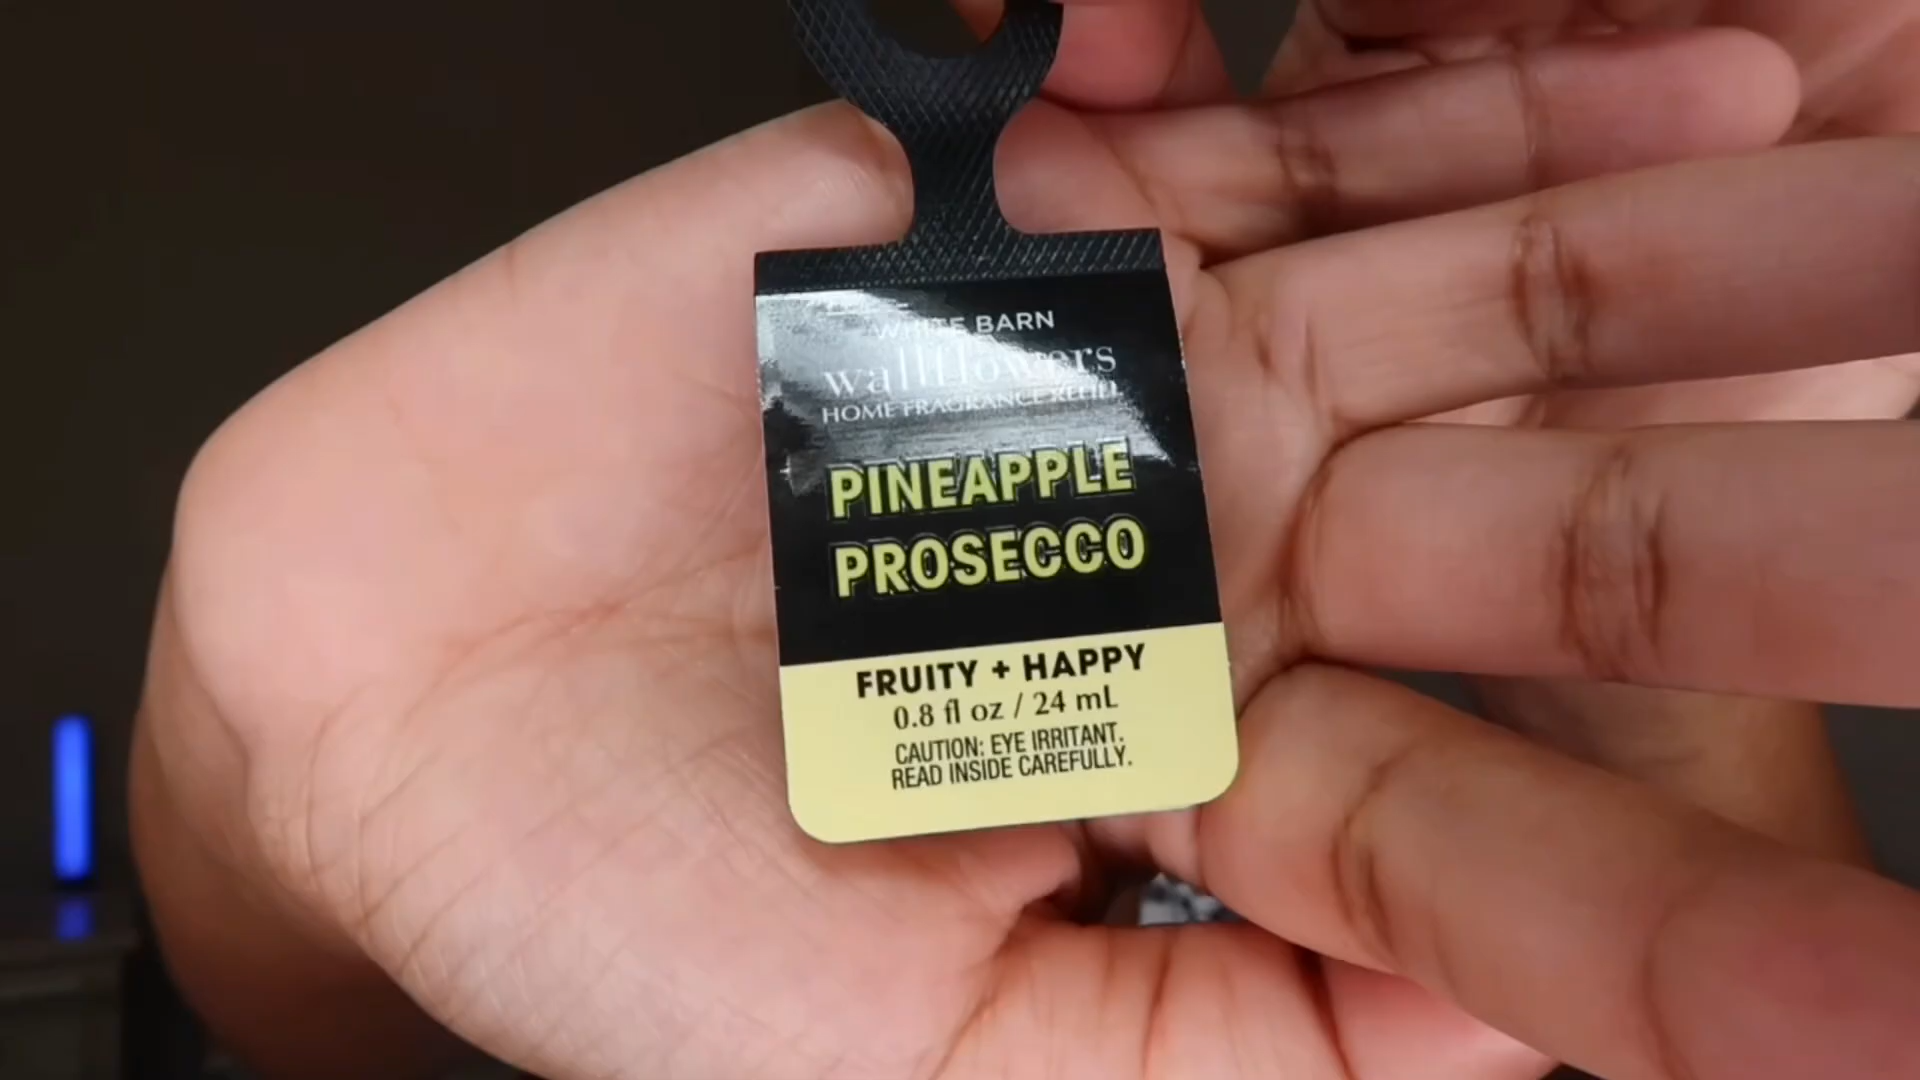 WHITE BARN
wallflowers
HOME FRAGRANCE REFILL
PINEAPPLE
PROSECCO
FRUITY + HAPPY
0.8 fl oz / 24 mL
CAUTION: EYE IRRITANT.
READ INSIDE CAREFULLY.